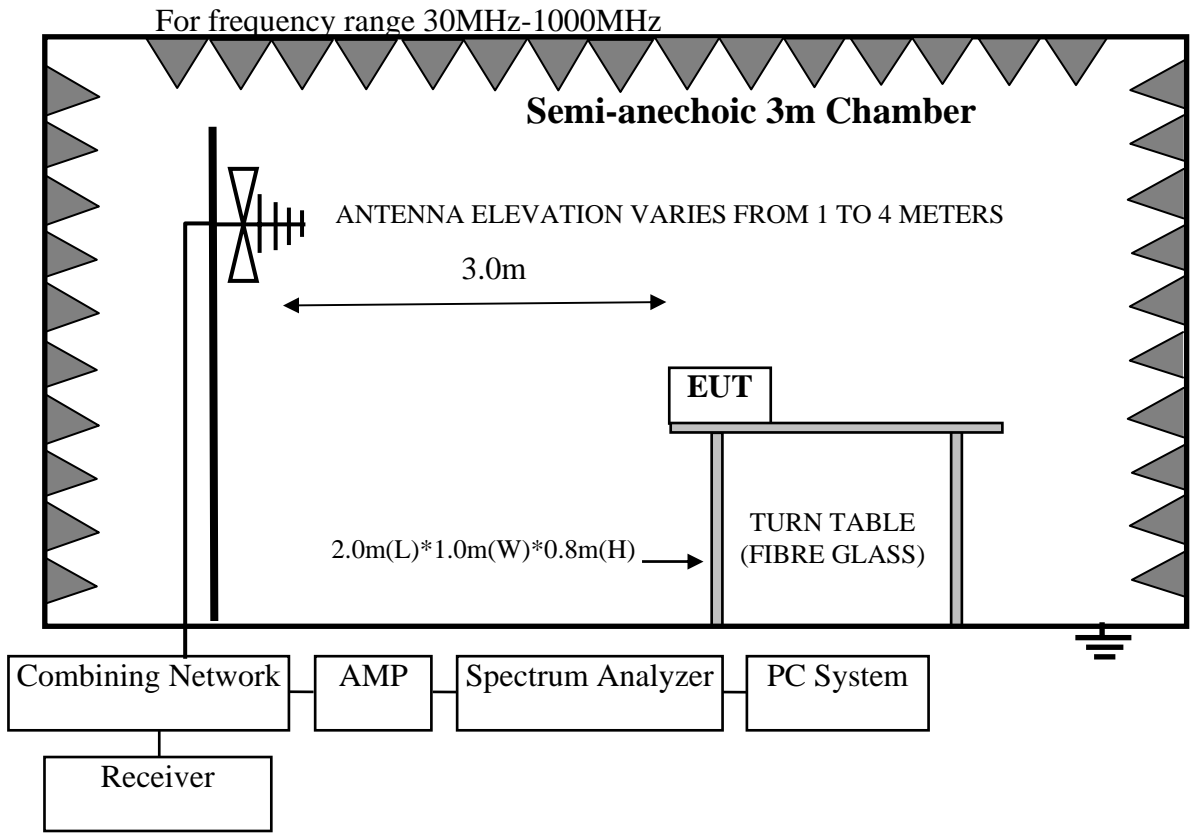 For frequency range 30MHz-1000MHz
Semi-anechoic 3m Chamber
ANTENNA ELEVATION VARIES FROM 1 TO 4 METERS
3.0m
EUT
TURN TABLE
(FIBRE GLASS)
2.0m(L)*1.0m(W)*0.8m(H)
Combining Network
AMP
Spectrum Analyzer
PC System
Receiver